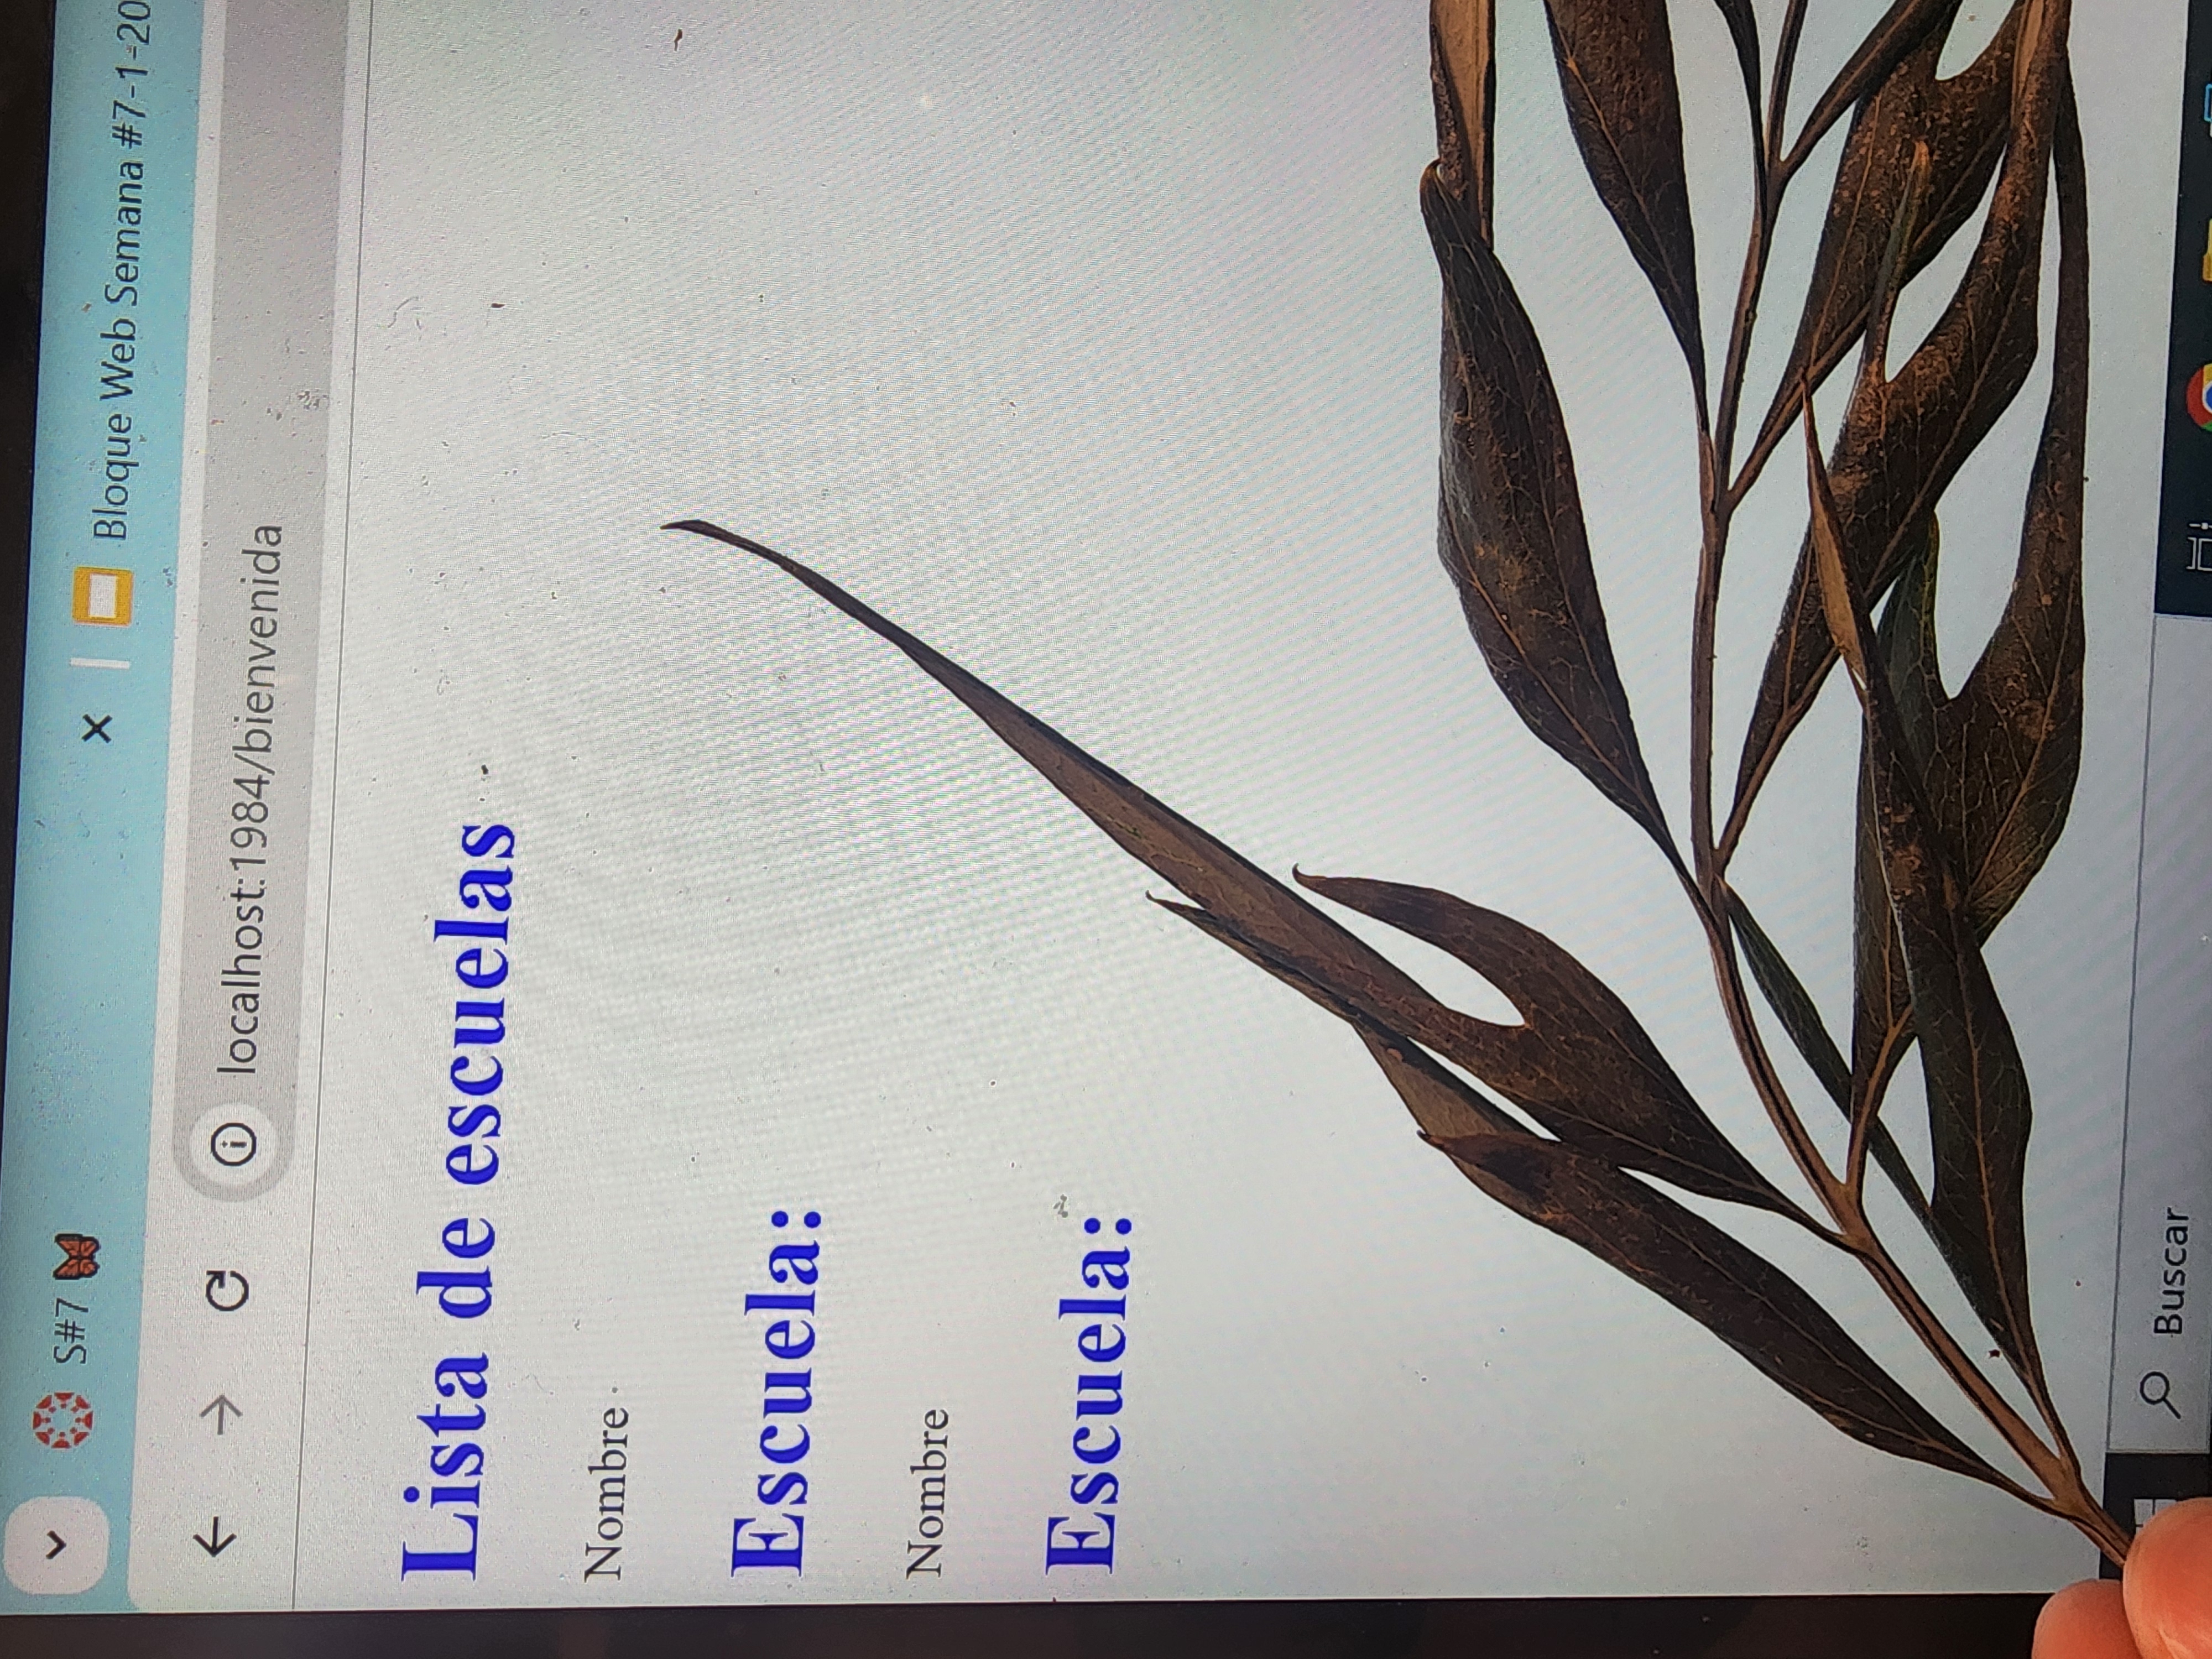 S#7
Bloque Web Semana #7-1-20
localhost:1984/bienvenida
Lista de escuelas
Nombre
Escuela:
Nombre
Escuela:
Buscar